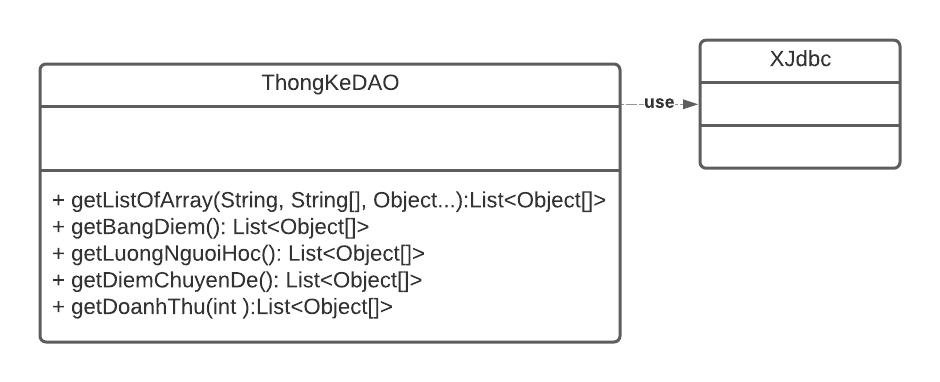 ThongKeDAO
use
XJdbc
+ getListOfArray(String, String[], Object...):List<Object[]>
+ getBangDiem(): List<Object[]>
+ getLuongNguoiHoc(): List<Object[]>
+ getDiemChuyenDe(): List<Object[]>
+ getDoanhThu(int ):List<Object[]>